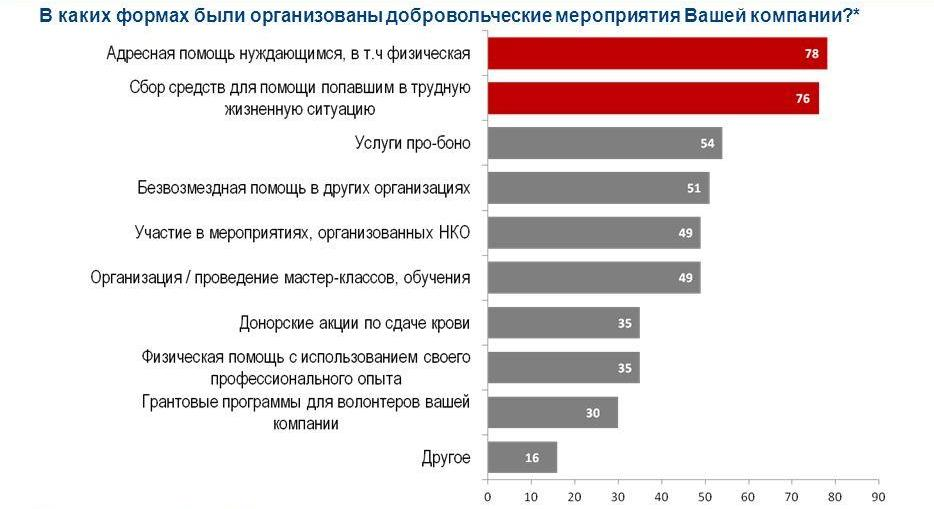 В каких формах были организованы добровольческие мероприятия Вашей компании?*
Адресная помощь нуждающимся, в т.ч физическая
78
Сбор средств для помощи попавшим в трудную
жизненную ситуацию
76
Услуги про-боно
54
Безвозмездная помощь в других организациях
51
Участие в мероприятиях, организованных НКО
49
Организация / проведение мастер-классов, обучения
49
Донорские акции по сдаче крови
35
Физическая помощь с использованием своего
профессионального опыта
35
Грантовые программы для волонтеров вашей
компании
30
Другое
16
0 10 20 30 40 50 60 70 80 90